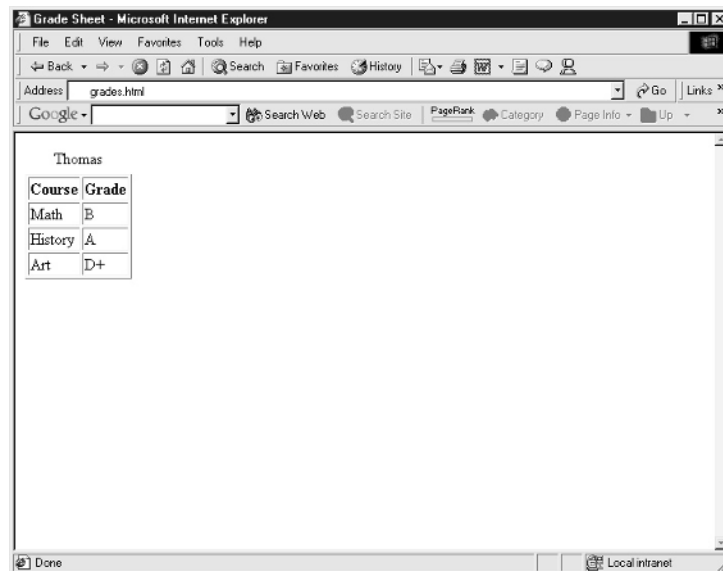 Grade Sheet - Microsoft Internet Explorer
File Edit View Favorites Tools Help
Back Search Favorites History
Address grades.html Go Links
Google Search Web Search Site PageRank Category Page Info Up
Thomas
Course Grade
Math B
History A
Art D+
Done Local intranet